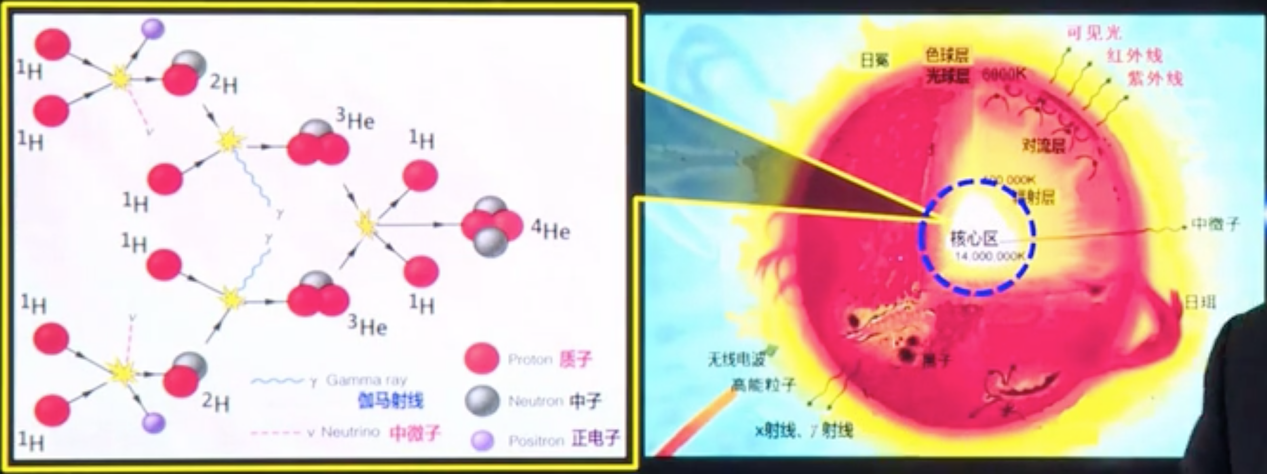 ¹H
¹H
²H
¹H
³He
γ
¹H
⁴He
¹H
γ
¹H
³He
¹H
ν
²H
¹H
ν
γ Gamma ray
伽马射线
ν Neutrino 中微子
Proton 质子
Neutron 中子
Positron 正电子
日冕
色球层
光球层 6000K
可见光
红外线
紫外线
对流层
辐射层
核心区
14,000,000K
中微子
日珥
黑子
无线电波
高能粒子
x射线、γ射线